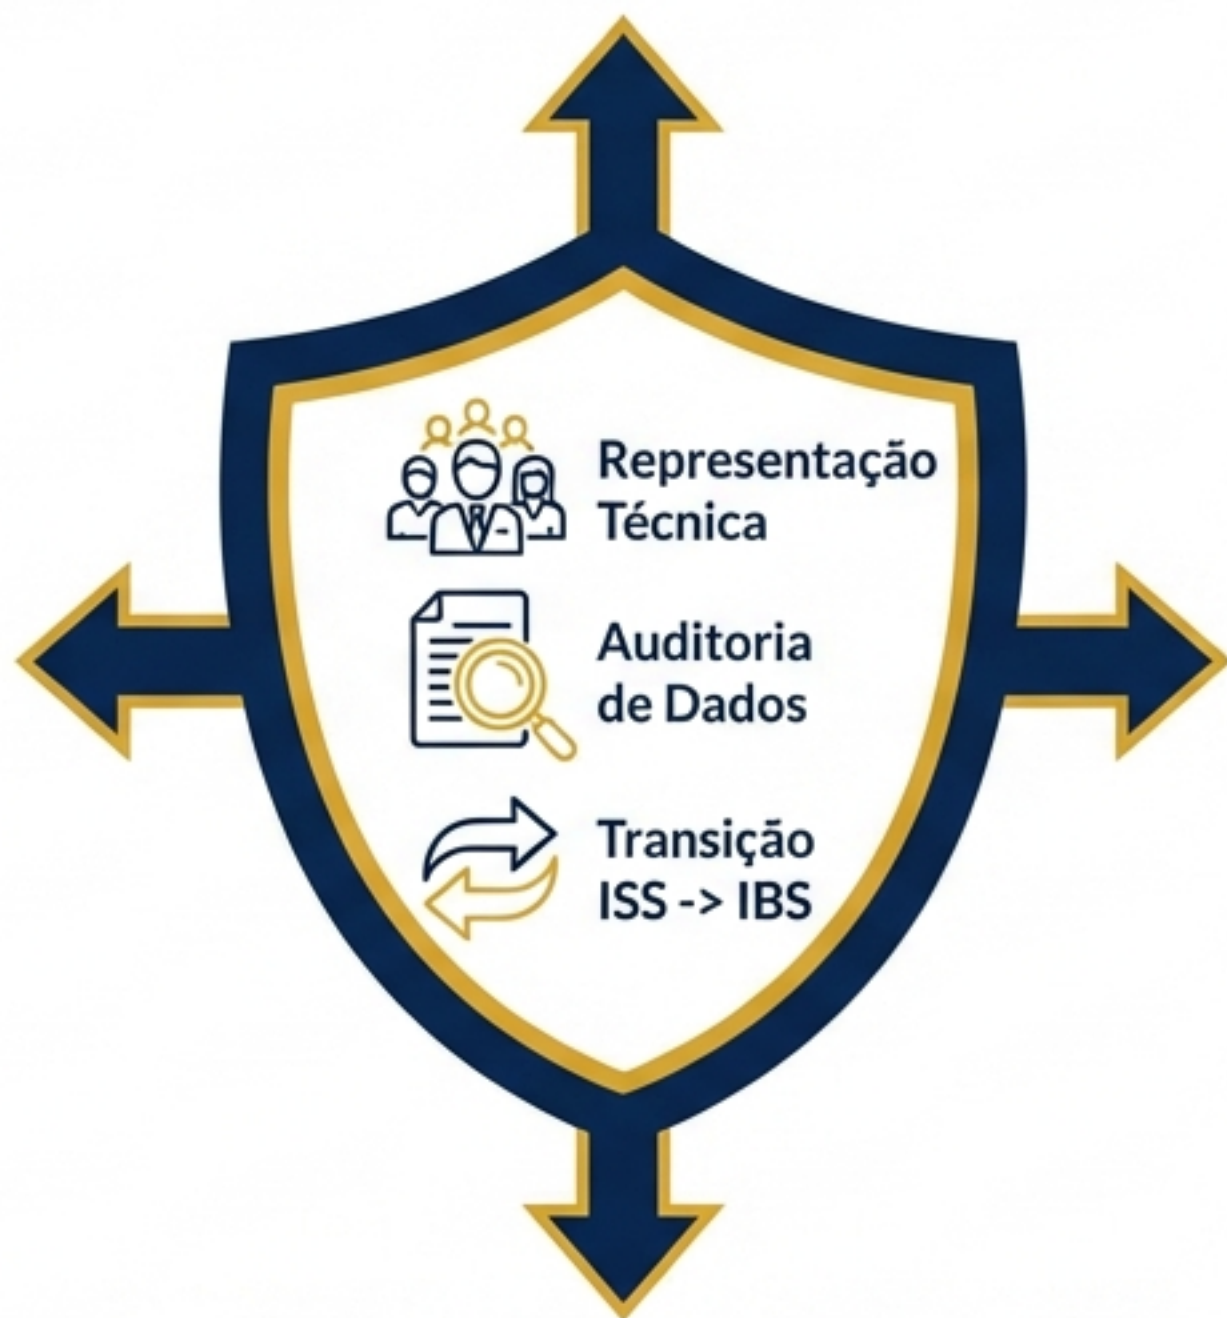 Representação
Técnica
Auditoria
de Dados
Transição
ISS -> IBS